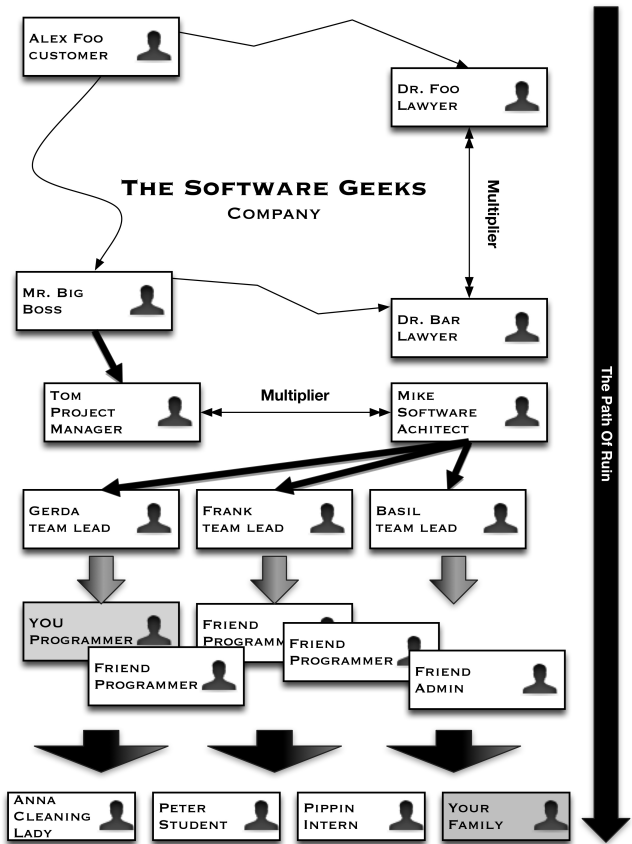 Alex Foo
customer
Dr. Foo
Lawyer
The Software Geeks
Company
Multiplier
Mr. Big
Boss
Dr. Bar
Lawyer
Tom
Project
Manager
Multiplier
Mike
Software
Achitect
The Path Of Ruin
Gerda
team lead
Frank
team lead
Basil
team lead
YOU
Programmer
Friend
Programmer
Friend
Programm
Friend
Programmer
Friend
Admin
Anna
Cleaning
Lady
Peter
Student
Pippin
Intern
Your
Family